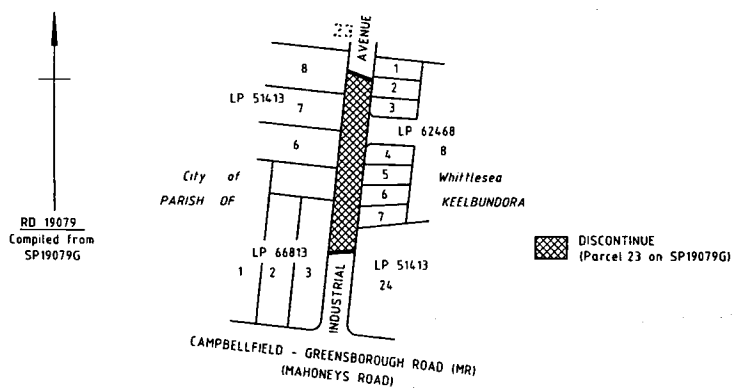 AVENUE
8
1
2
3
LP 51413
7
LP 62468
8
6
4
5
6
7
City of
Whittlesea
PARISH OF
KEELBUNDORA
RD 19079
Compiled from
SP19079G
DISCONTINUE
(Parcel 23 on SP19079G)
LP 66813
1
2
3
LP 51413
24
INDUSTRIAL
CAMPBELLFIELD - GREENSBOROUGH ROAD (MR)
(MAHONEYS ROAD)